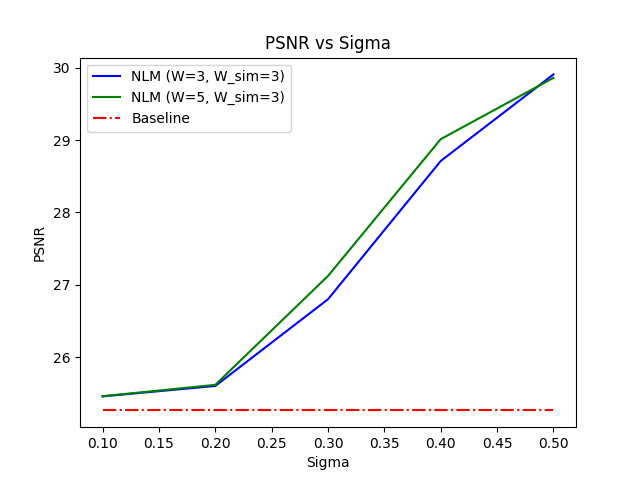 PSNR vs Sigma
NLM (W=3, W_sim=3)
NLM (W=5, W_sim=3)
Baseline
30
29
28
27
26
PSNR
0.10 0.15 0.20 0.25 0.30 0.35 0.40 0.45 0.50
Sigma